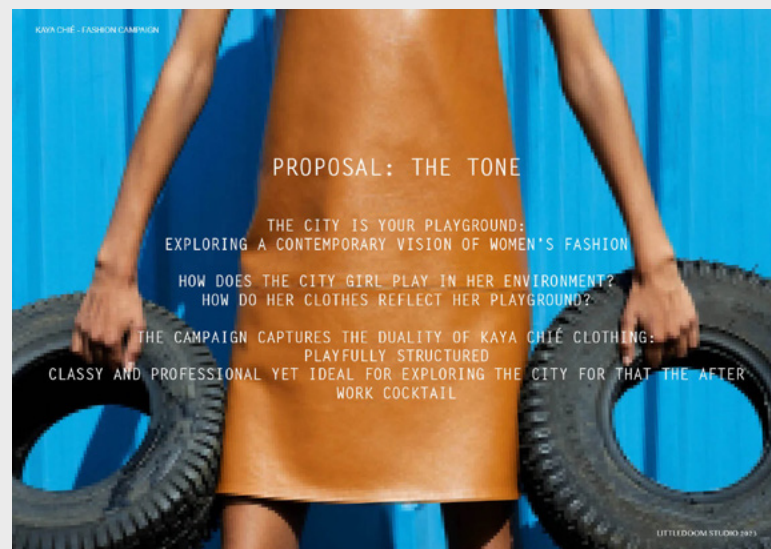 KAYA CHIÉ - FASHION CAMPAIGN
PROPOSAL: THE TONE
THE CITY IS YOUR PLAYGROUND:
EXPLORING A CONTEMPORARY VISION OF WOMEN'S FASHION
HOW DOES THE CITY GIRL PLAY IN HER ENVIRONMENT?
HOW DO HER CLOTHES REFLECT HER PLAYGROUND?
THE CAMPAIGN CAPTURES THE DUALITY OF KAYA CHIÉ CLOTHING:
PLAYFULLY STRUCTURED
CLASSY AND PROFESSIONAL YET IDEAL FOR EXPLORING THE CITY FOR THAT THE AFTER
WORK COCKTAIL
LITTLEDOOM STUDIO 2023